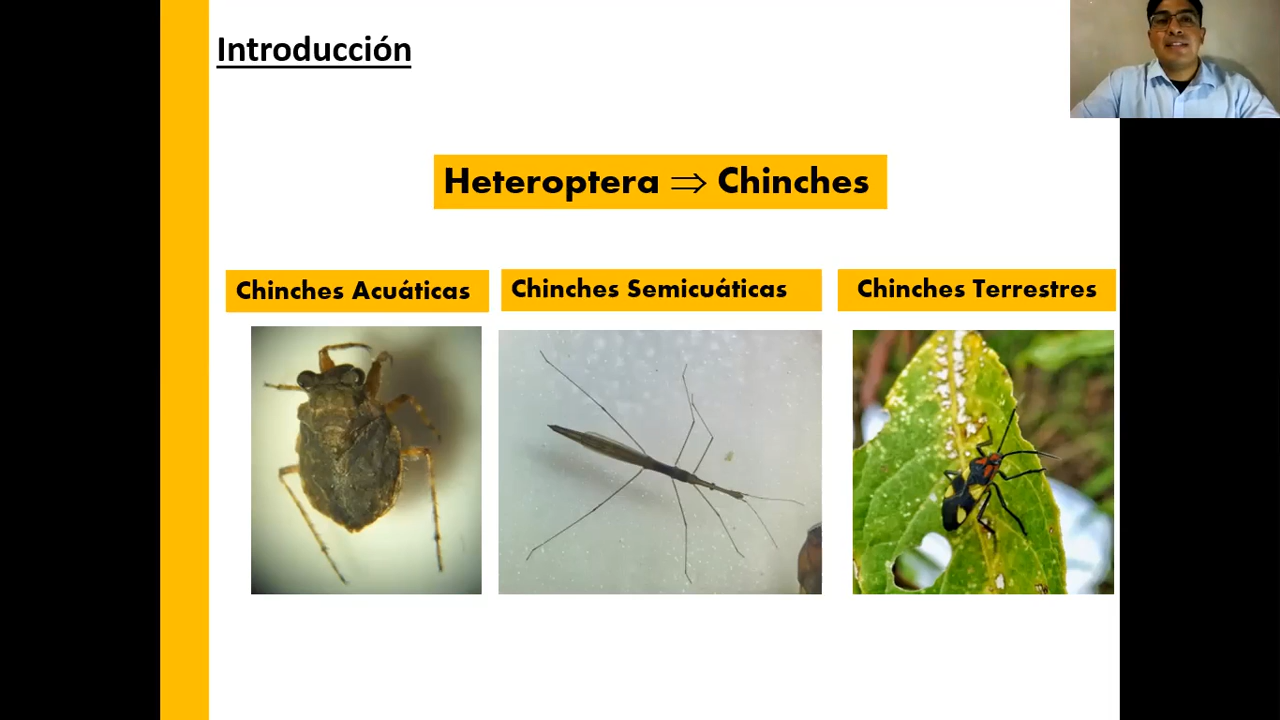 Introducción
Heteroptera ⇒ Chinches
Chinches Acuáticas
Chinches Semicuáticas
Chinches Terrestres